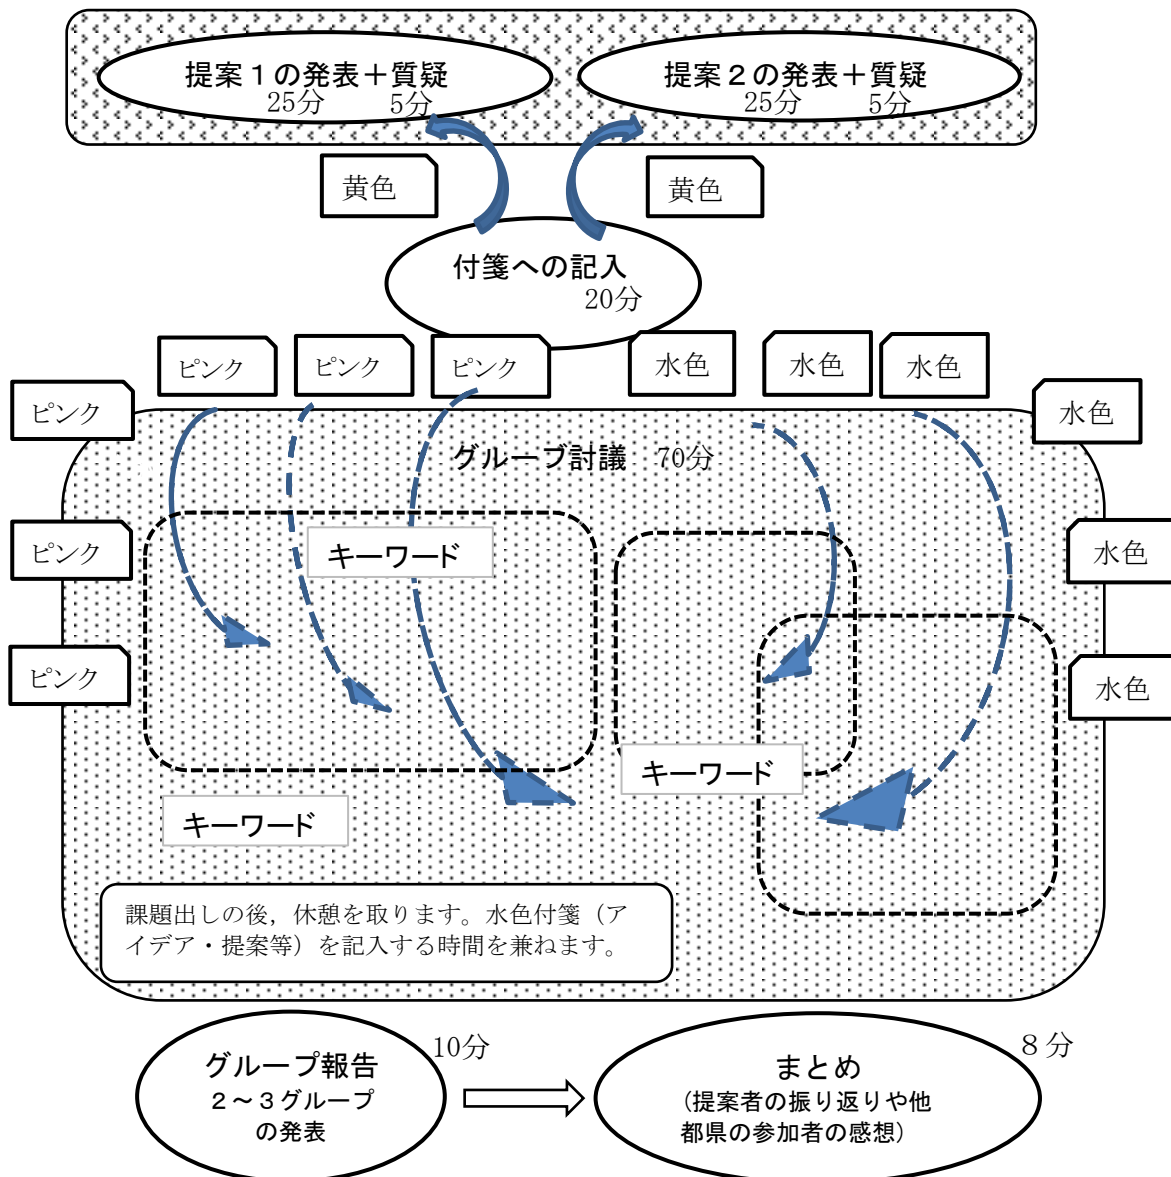 提案１の発表＋質疑
25分
5分
提案２の発表＋質疑
25分
5分
黄色
黄色
付箋への記入
20分
ピンク
ピンク
ピンク
水色
水色
水色
ピンク
水色
グループ討議 70分
ピンク
キーワード
水色
ピンク
水色
キーワード
キーワード
課題出しの後，休憩を取ります。水色付箋（ア
イデア・提案等）を記入する時間を兼ねます。
グループ報告
２～３グループ
の発表
10分
まとめ
（提案者の振り返りや他
都県の参加者の感想）
８分